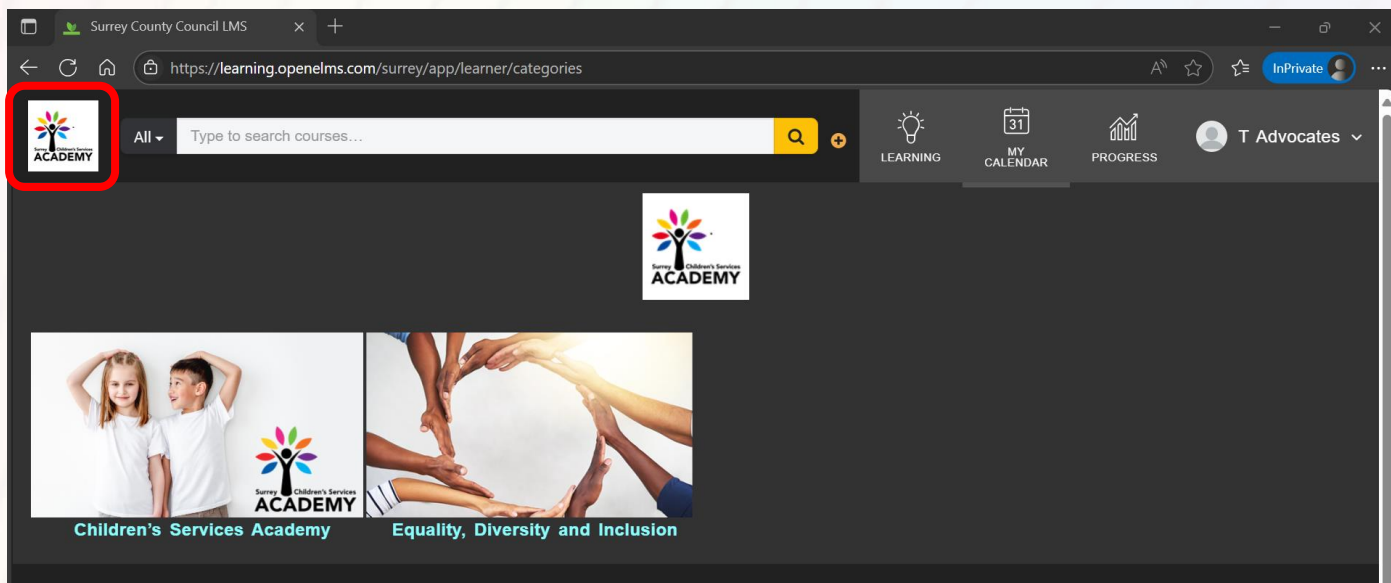 Surrey County Council LMS
https://learning.openelms.com/surrey/app/learner/categories
InPrivate
Surrey Children's Services
ACADEMY
All
Type to search courses...
LEARNING
31
MY
CALENDAR
PROGRESS
T Advocates
Surrey Children's Services
ACADEMY
Surrey Children's Services
ACADEMY
Children's Services Academy
Equality, Diversity and Inclusion